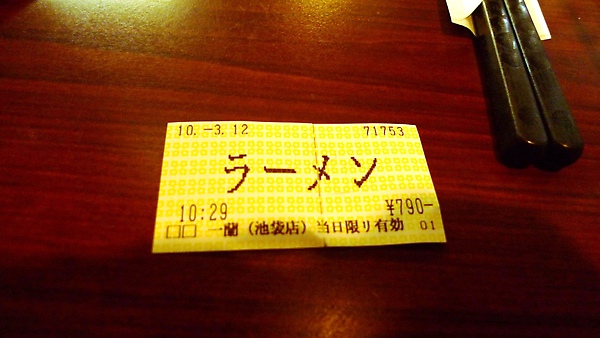 10.-3.12 71753
ラーメン
10:29 ¥790-
□□ 一蘭(池袋店)当日限り有効 01